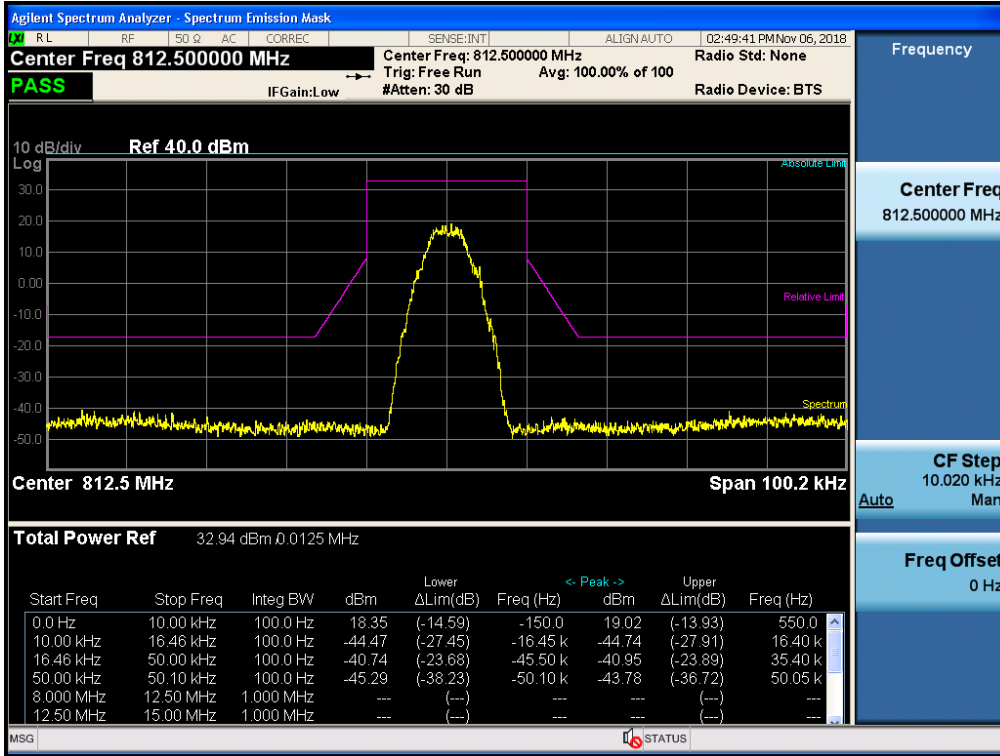 Agilent Spectrum Analyzer - Spectrum Emission Mask
LXI RL RF 50 Ω AC CORREC SENSE:INT ALIGN AUTO 02:49:41 PM Nov 06, 2018
Center Freq 812.500000 MHz
Center Freq: 812.500000 MHz Radio Std: None
Trig: Free Run Avg: 100.00% of 100
PASS
IFGain:Low #Atten: 30 dB Radio Device: BTS
10 dB/div Ref 40.0 dBm
Log
Absolute Limit
30.0
20.0
10.0
0.00
Relative Limit
-10.0
-20.0
-30.0
-40.0
Spectrum
-50.0
Center 812.5 MHz Span 100.2 kHz
Total Power Ref 32.94 dBm / 0.0125 MHz
Lower <- Peak -> Upper
Start Freq Stop Freq Integ BW dBm ΔLim(dB) Freq (Hz) dBm ΔLim(dB) Freq (Hz)
0.0 Hz 10.00 kHz 100.0 Hz 18.35 (-14.59) -150.0 19.02 (-13.93) 550.0
10.00 kHz 16.46 kHz 100.0 Hz -44.47 (-27.45) -16.45 k -44.74 (-27.91) 16.40 k
16.46 kHz 50.00 kHz 100.0 Hz -40.74 (-23.68) -45.50 k -40.95 (-23.89) 35.40 k
50.00 kHz 50.10 kHz 100.0 Hz -45.29 (-38.23) -50.10 k -43.78 (-36.72) 50.05 k
8.000 MHz 12.50 MHz 1.000 MHz --- (---) --- --- (---) ---
12.50 MHz 15.00 MHz 1.000 MHz --- (---) --- --- (---) ---
MSG STATUS
Frequency
Center Freq
812.500000 MHz
CF Step
10.020 kHz
Auto Man
Freq Offset
0 Hz